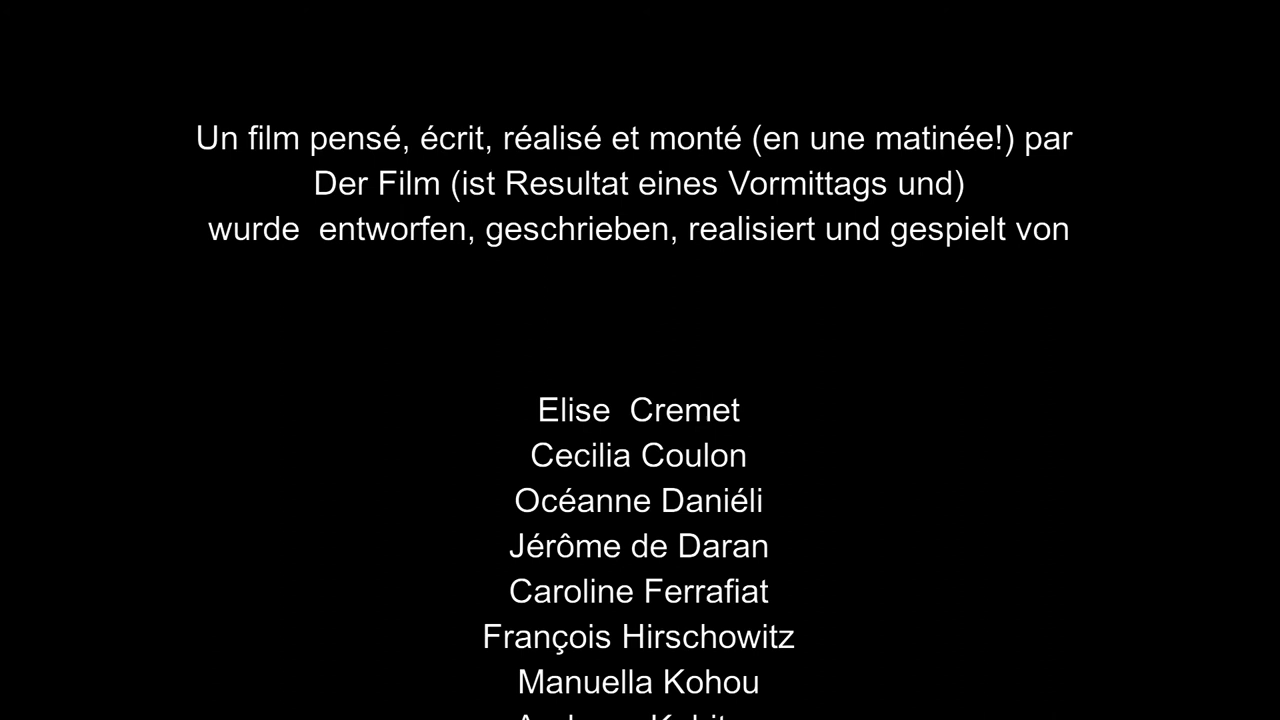 Un film pensé, écrit, réalisé et monté (en une matinée!) par
Der Film (ist Resultat eines Vormittags und)
wurde  entworfen, geschrieben, realisiert und gespielt von
Elise  Cremet
Cecilia Coulon
Océanne Daniéli
Jérôme de Daran
Caroline Ferrafiat
François Hirschowitz
Manuella Kohou